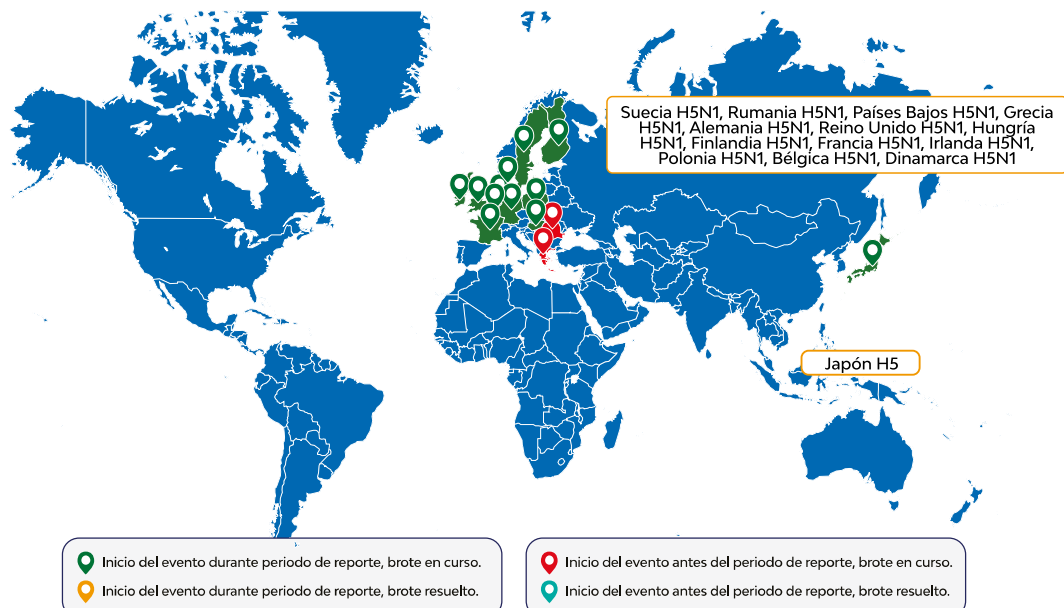 Suecia H5N1, Rumania H5N1, Países Bajos H5N1, Grecia
H5N1, Alemania H5N1, Reino Unido H5N1, Hungría
H5N1, Finlandia H5N1, Francia H5N1, Irlanda H5N1,
Polonia H5N1, Bélgica H5N1, Dinamarca H5N1
Japón H5
Inicio del evento durante periodo de reporte, brote en curso.
Inicio del evento durante periodo de reporte, brote resuelto.
Inicio del evento antes del periodo de reporte, brote en curso.
Inicio del evento antes del periodo de reporte, brote resuelto.